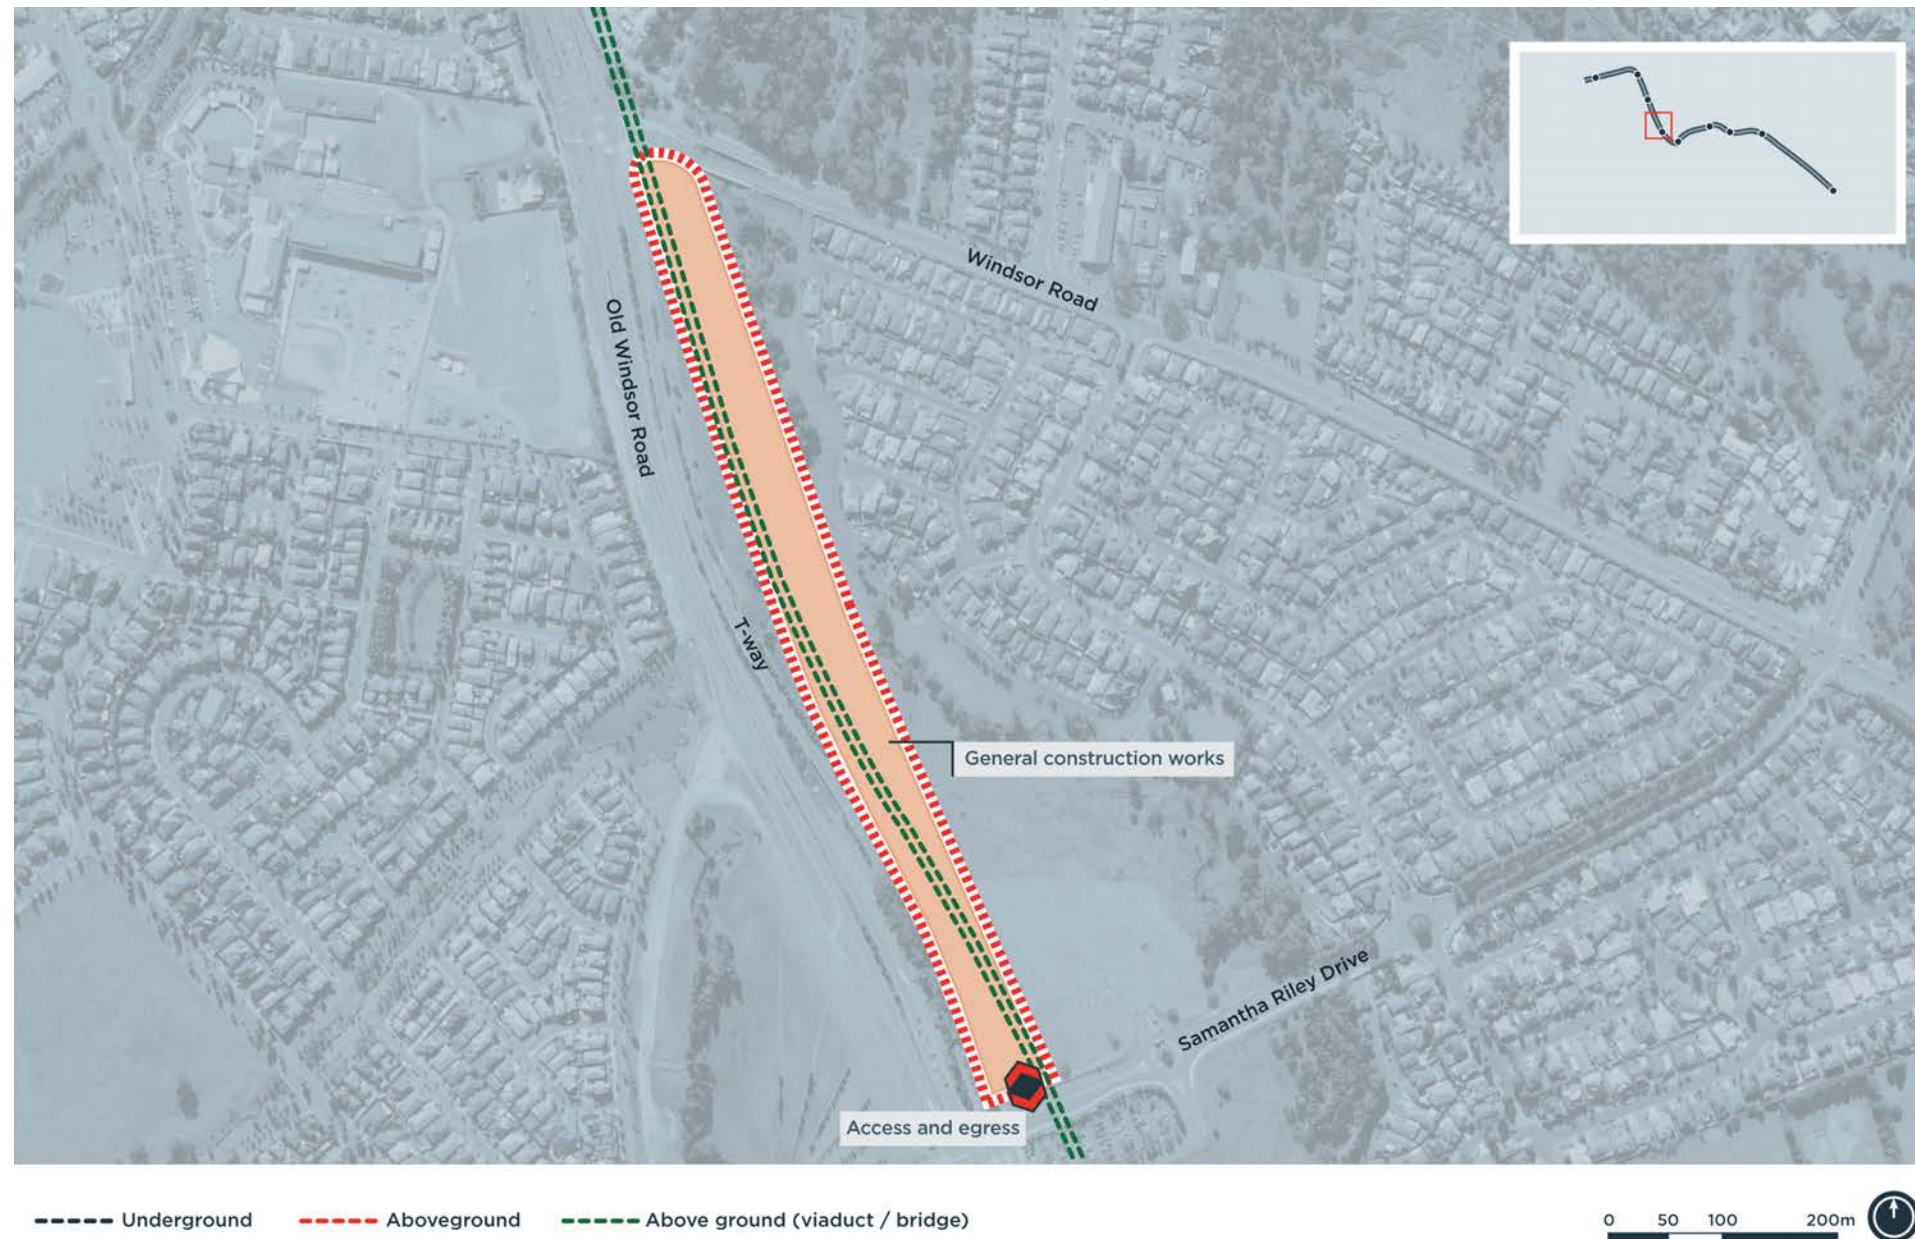 Windsor Road
Old Windsor Road
T-way
General construction works
Samantha Riley Drive
Access and egress
Underground
Aboveground
Above ground (viaduct / bridge)
0 50 100 200m